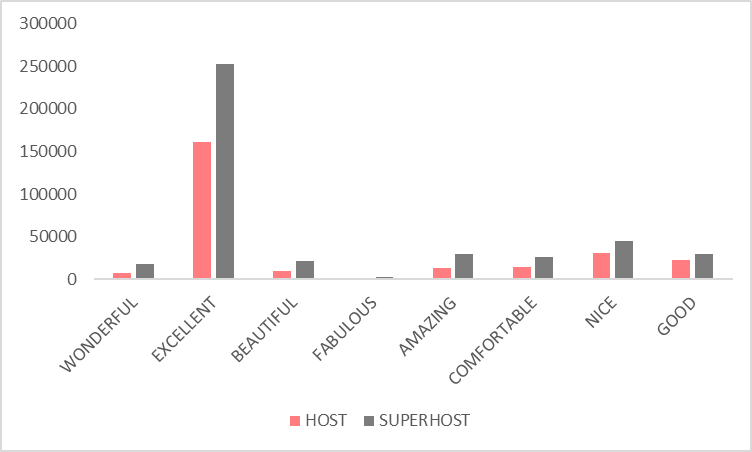 300000
250000
200000
150000
100000
50000
0
WONDERFUL
EXCELLENT
BEAUTIFUL
FABULOUS
AMAZING
COMFORTABLE
NICE
GOOD
HOST SUPERHOST